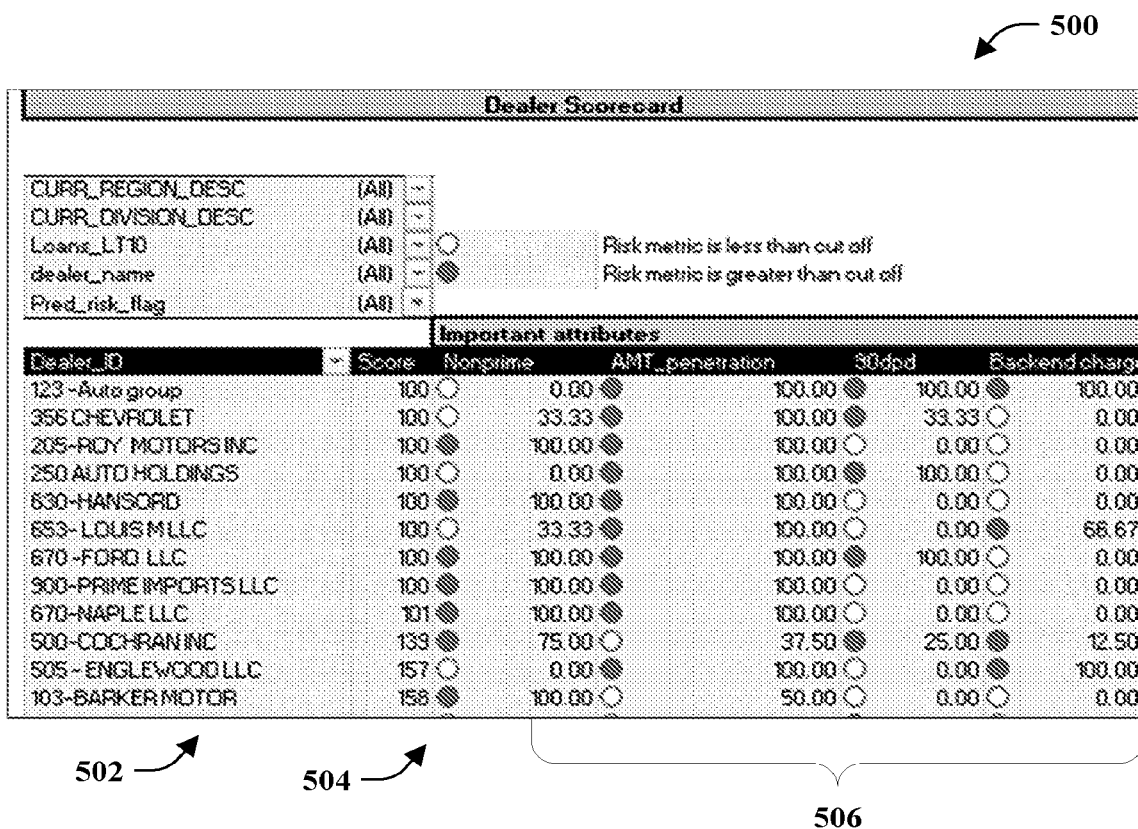 500
Dealer Scorecard
CURR_REGION_DESC (All)
CURR_DIVISION_DESC (All)
Loans_LT10 (All) Risk metric is less than cut off
dealer_name (All) Risk metric is greater than cut off
Pred_risk_flag (All)
Important attributes
Dealer_ID Score Nonprime AMT_penetration 30dpd Backend charg
123-Auto group 100 0.00 100.00 100.00 100.00
356 CHEVROLET 100 33.33 100.00 33.33 0.00
205-ROY MOTORS INC 100 100.00 100.00 0.00 0.00
250 AUTO HOLDINGS 100 0.00 100.00 100.00 0.00
630-HANSORD 100 100.00 100.00 0.00 0.00
653-LOUIS M LLC 100 33.33 100.00 0.00 66.67
670-FORD LLC 100 100.00 100.00 100.00 0.00
900-PRIME IMPORTS LLC 100 100.00 100.00 0.00 0.00
670-NAPLE LLC 101 100.00 100.00 0.00 0.00
500-COCHRAN INC 139 75.00 37.50 25.00 12.50
505-ENGLEWOOD LLC 157 0.00 100.00 0.00 100.00
103-BARKER MOTOR 158 100.00 50.00 0.00 0.00
502
504
506